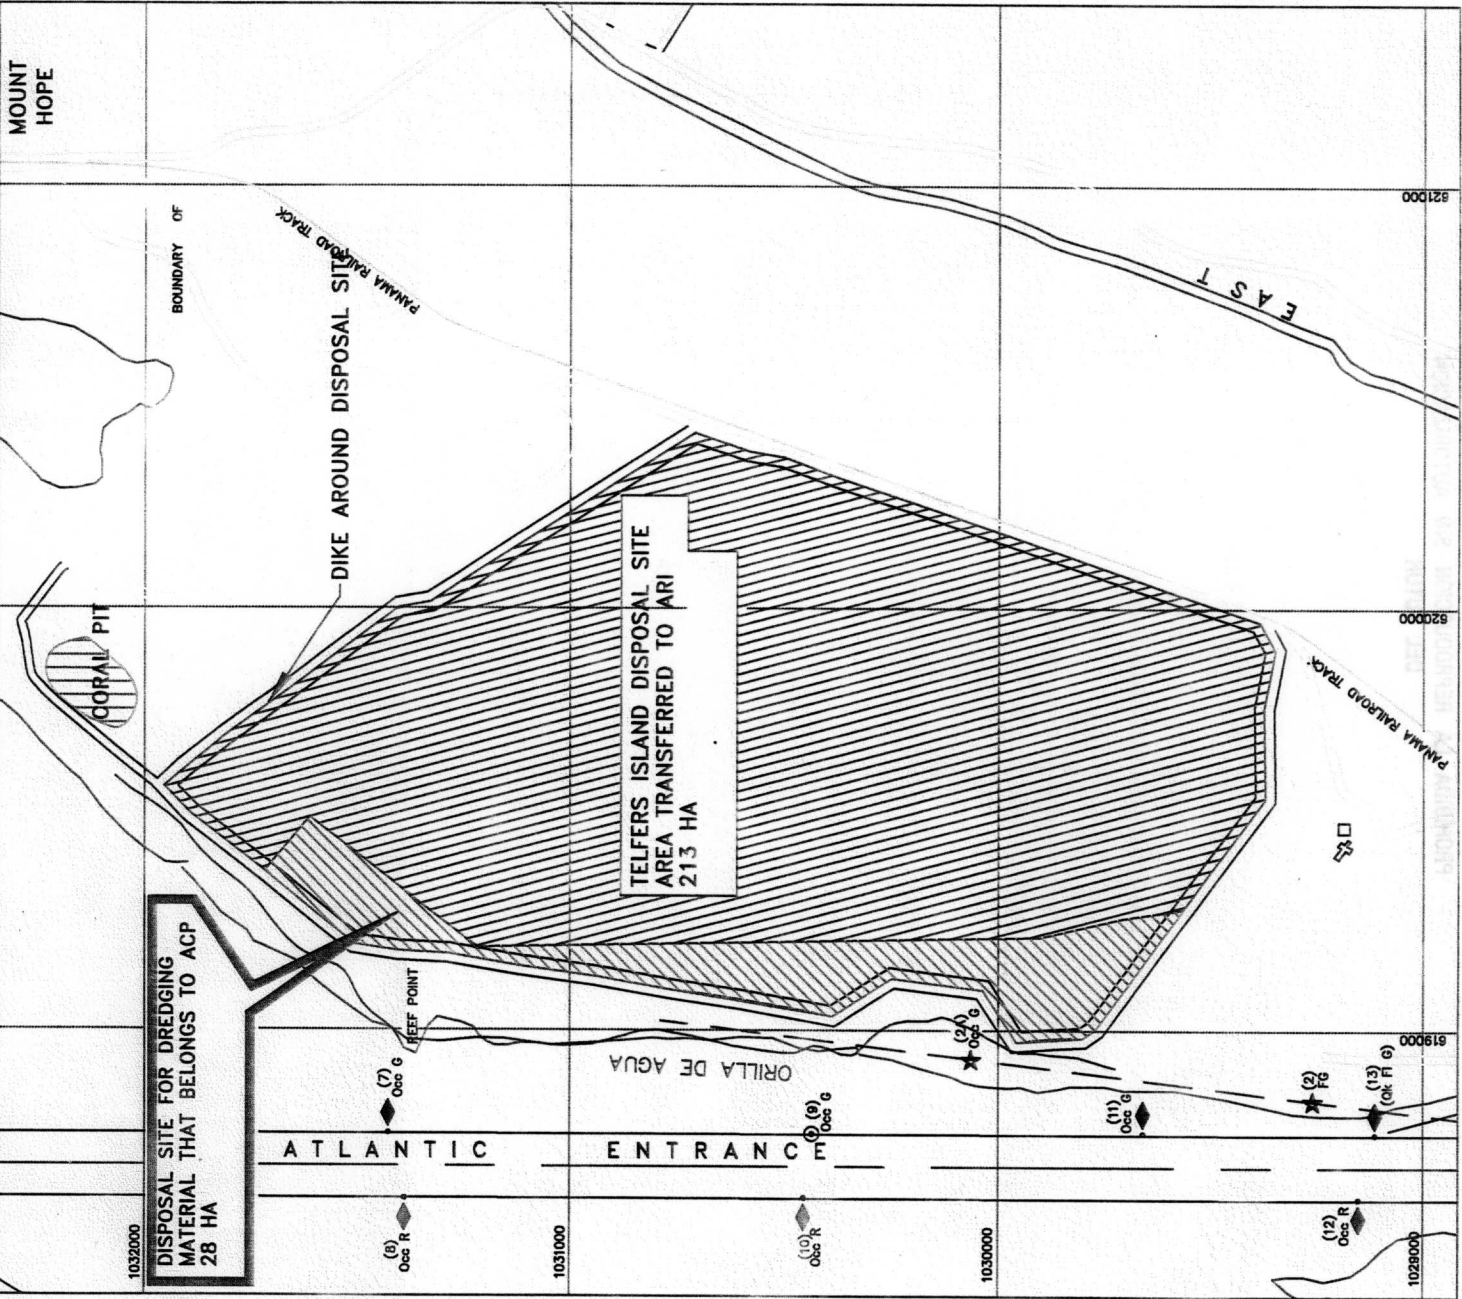 MOUNT
HOPE
BOUNDARY OF
PANAMA RAILROAD TRACK
DIKE AROUND DISPOSAL SITE
EAST
821000
CORAL PIT
TELFERS ISLAND DISPOSAL SITE
AREA TRANSFERRED TO ARI
213 HA
620000
PANAMA RAILROAD TRACK
DISPOSAL SITE FOR DREDGING
MATERIAL THAT BELONGS TO ACP
28 HA
REEF POINT
ORILLA DE AGUA
619000
(7)
Occ G
(9)
Occ G
(2A)
Occ G
(11)
Occ G
(2)
FG
(13)
(Qk Fl G)
ATLANTIC ENTRANCE
(8)
Occ R
(10)
Occ R
(12)
Occ R
1032000
1031000
1030000
1029000